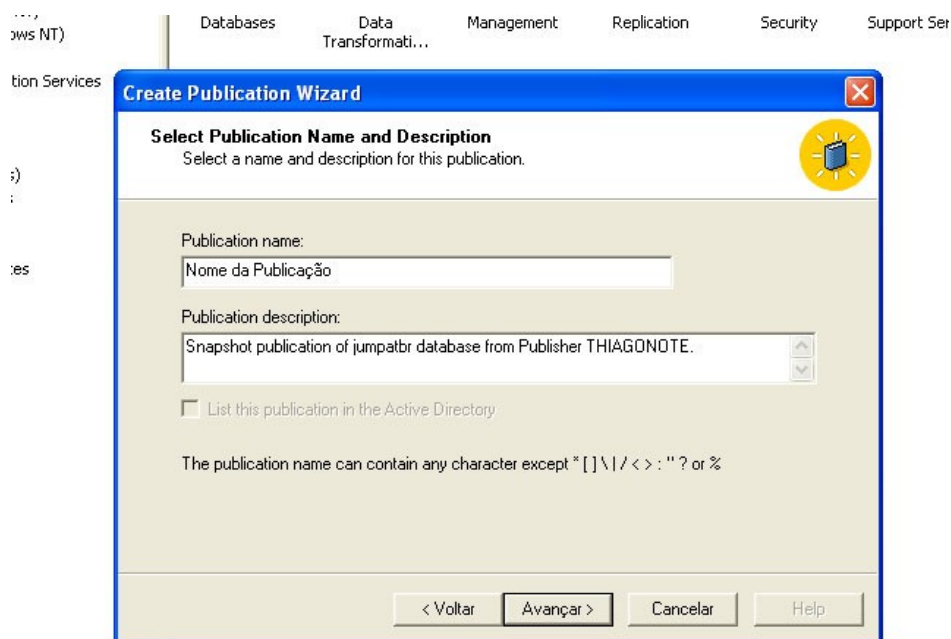 ows NT)
Databases
Data
Transformati...
Management
Replication
Security
Support Ser
tion Services
Create Publication Wizard
Select Publication Name and Description
Select a name and description for this publication.
s)
s
ces
Publication name:
Nome da Publicação
Publication description:
Snapshot publication of jumpatbr database from Publisher THIAGONOTE.
List this publication in the Active Directory
The publication name can contain any character except * [ ] \ | / < > : " ? or %
< Voltar
Avançar >
Cancelar
Help